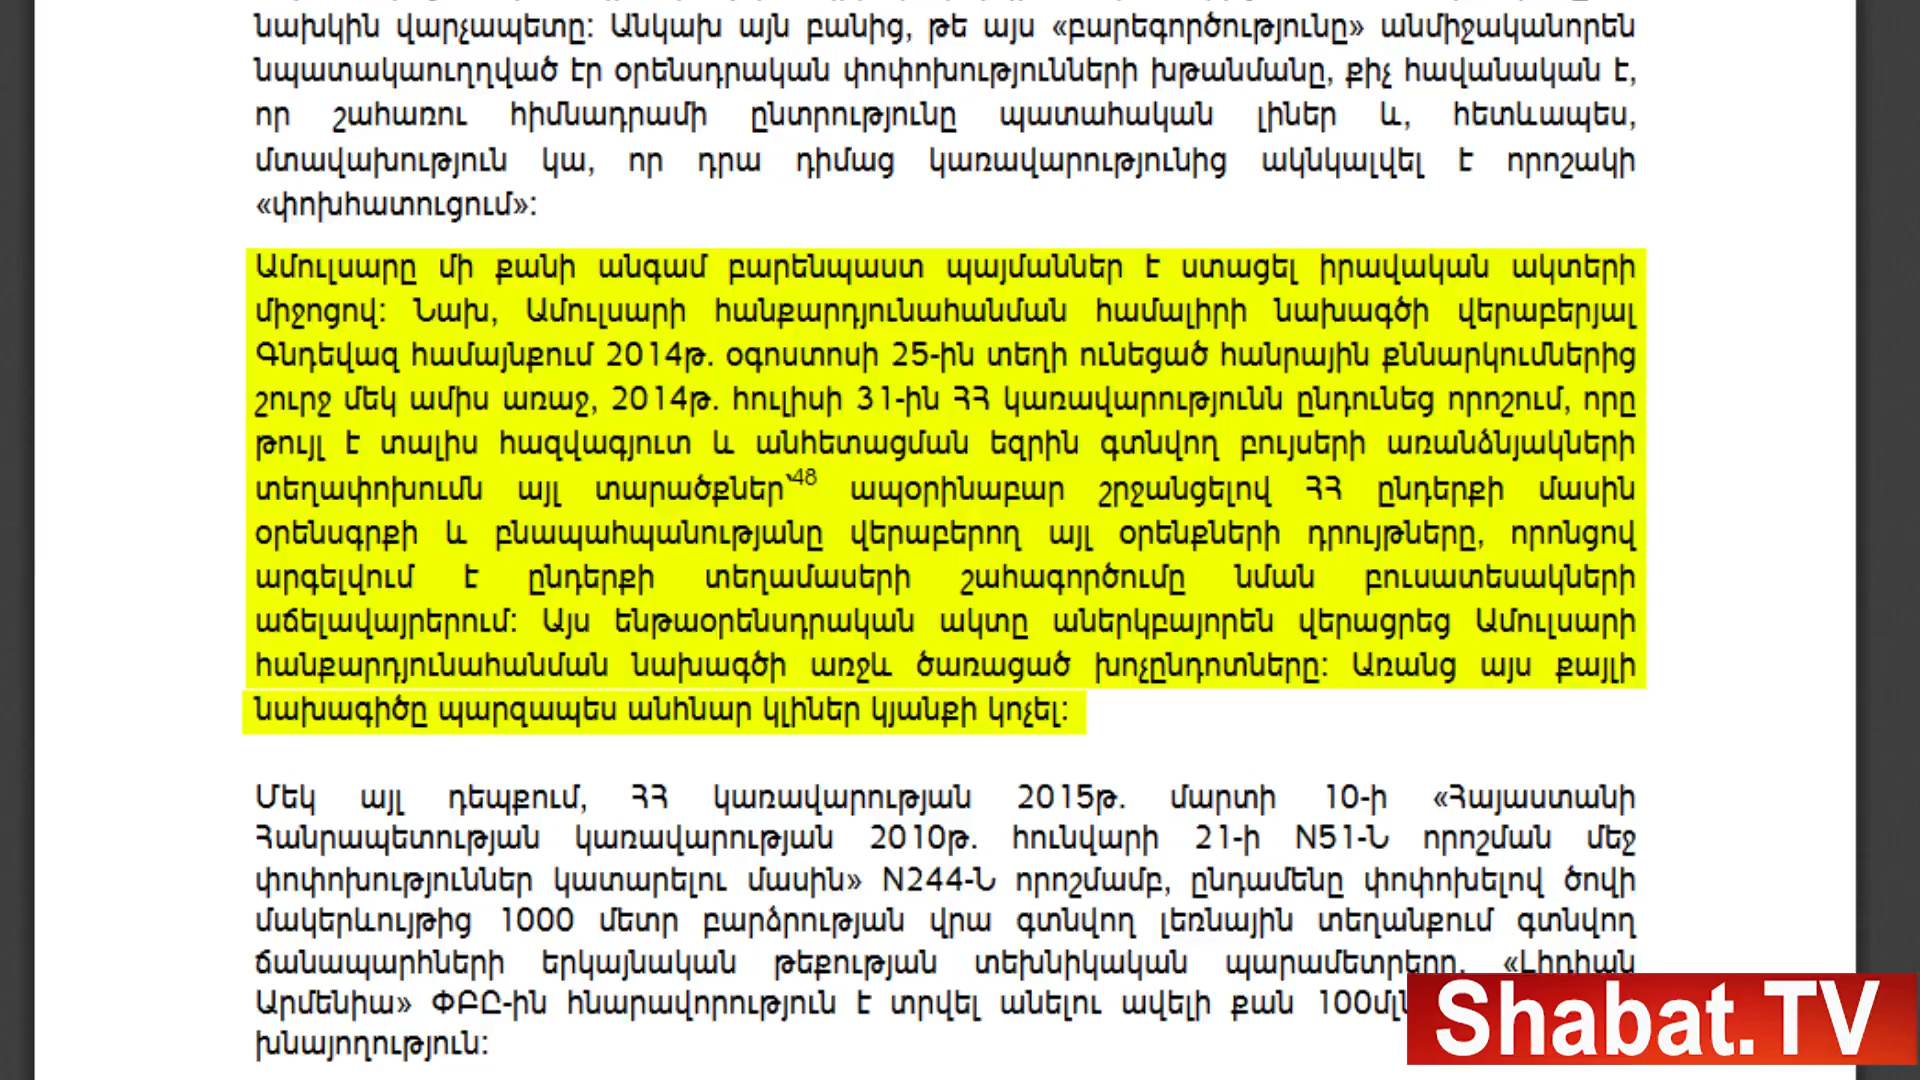 նախկին վարչապետը: Անկախ այն բանից, թե այս «բարեգործությունը» անմիջականորեն
նպատակաուղղված էր օրենսդրական փոփոխությունների խթանմանը, քիչ հավանական է,
որ շահառու հիմնադրամի ընտրությունը պատահական լիներ և, հետևապես,
մտավախություն կա, որ դրա դիմաց կառավարությունից ակնկալվել է որոշակի
«փոխհատուցում»:
Ամուլսարը մի քանի անգամ բարենպաստ պայմաններ է ստացել իրավական ակտերի
միջոցով: Նախ, Ամուլսարի հանքարդյունահանման համալիրի նախագծի վերաբերյալ
Գնդեվազ համայնքում 2014թ. օգոստոսի 25-ին տեղի ունեցած հանրային քննարկումներից
շուրջ մեկ ամիս առաջ, 2014թ. հուլիսի 31-ին ՀՀ կառավարությունն ընդունեց որոշում, որը
թույլ է տալիս հազվագյուտ և անհետացման եզրին գտնվող բույսերի առանձնյակների
տեղափոխումն այլ տարածքներ՝48 ապօրինաբար շրջանցելով ՀՀ ընդերքի մասին
օրենսգրքի և բնապահպանությանը վերաբերող այլ օրենքների դրույթները, որոնցով
արգելվում է ընդերքի տեղամասերի շահագործումը նման բուսատեսակների
աճելավայրերում: Այս ենթաօրենսդրական ակտը աներկբայորեն վերացրեց Ամուլսարի
հանքարդյունահանման նախագծի առջև ծառացած խոչընդոտները: Առանց այս քայլի
նախագիծը պարզապես անհնար կլիներ կյանքի կոչել:
Մեկ այլ դեպքում, ՀՀ կառավարության 2015թ. մարտի 10-ի «Հայաստանի
Հանրապետության կառավարության 2010թ. հունվարի 21-ի N51-Ն որոշման մեջ
փոփոխություններ կատարելու մասին» N244-Ն որոշմամբ, ընդամենը փոփոխելով ծովի
մակերևույթից 1000 մետր բարձրության վրա գտնվող լեռնային տեղանքում գտնվող
ճանապարհների երկայնական թեքության տեխնիկական պարամետրերը, «Լիդիան
Արմենիա» ՓԲԸ-ին հնարավորություն է տրվել անելու ավելի քան 100մլն
խնայողություն:
Shabat.TV